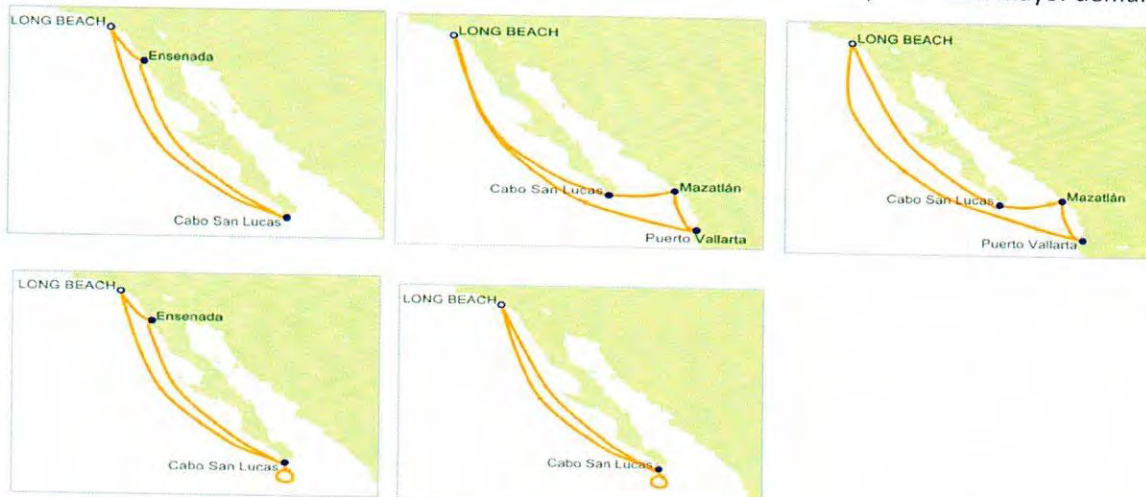 LONG BEACH
Ensenada
Cabo San Lucas
LONG BEACH
Cabo San Lucas
Mazatlán
Puerto Vallarta
LONG BEACH
Cabo San Lucas
Mazatlán
Puerto Vallarta
LONG BEACH
Ensenada
Cabo San Lucas
LONG BEACH
Cabo San Lucas